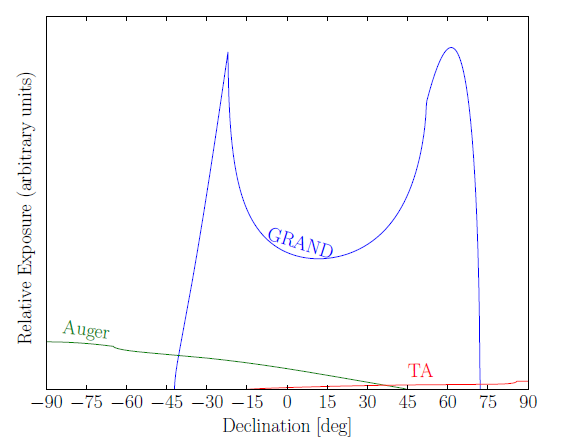 Relative Exposure (arbitrary units)
GRAND
Auger
TA
−90 −75 −60 −45 −30 −15 0 15 30 45 60 75 90
Declination [deg]